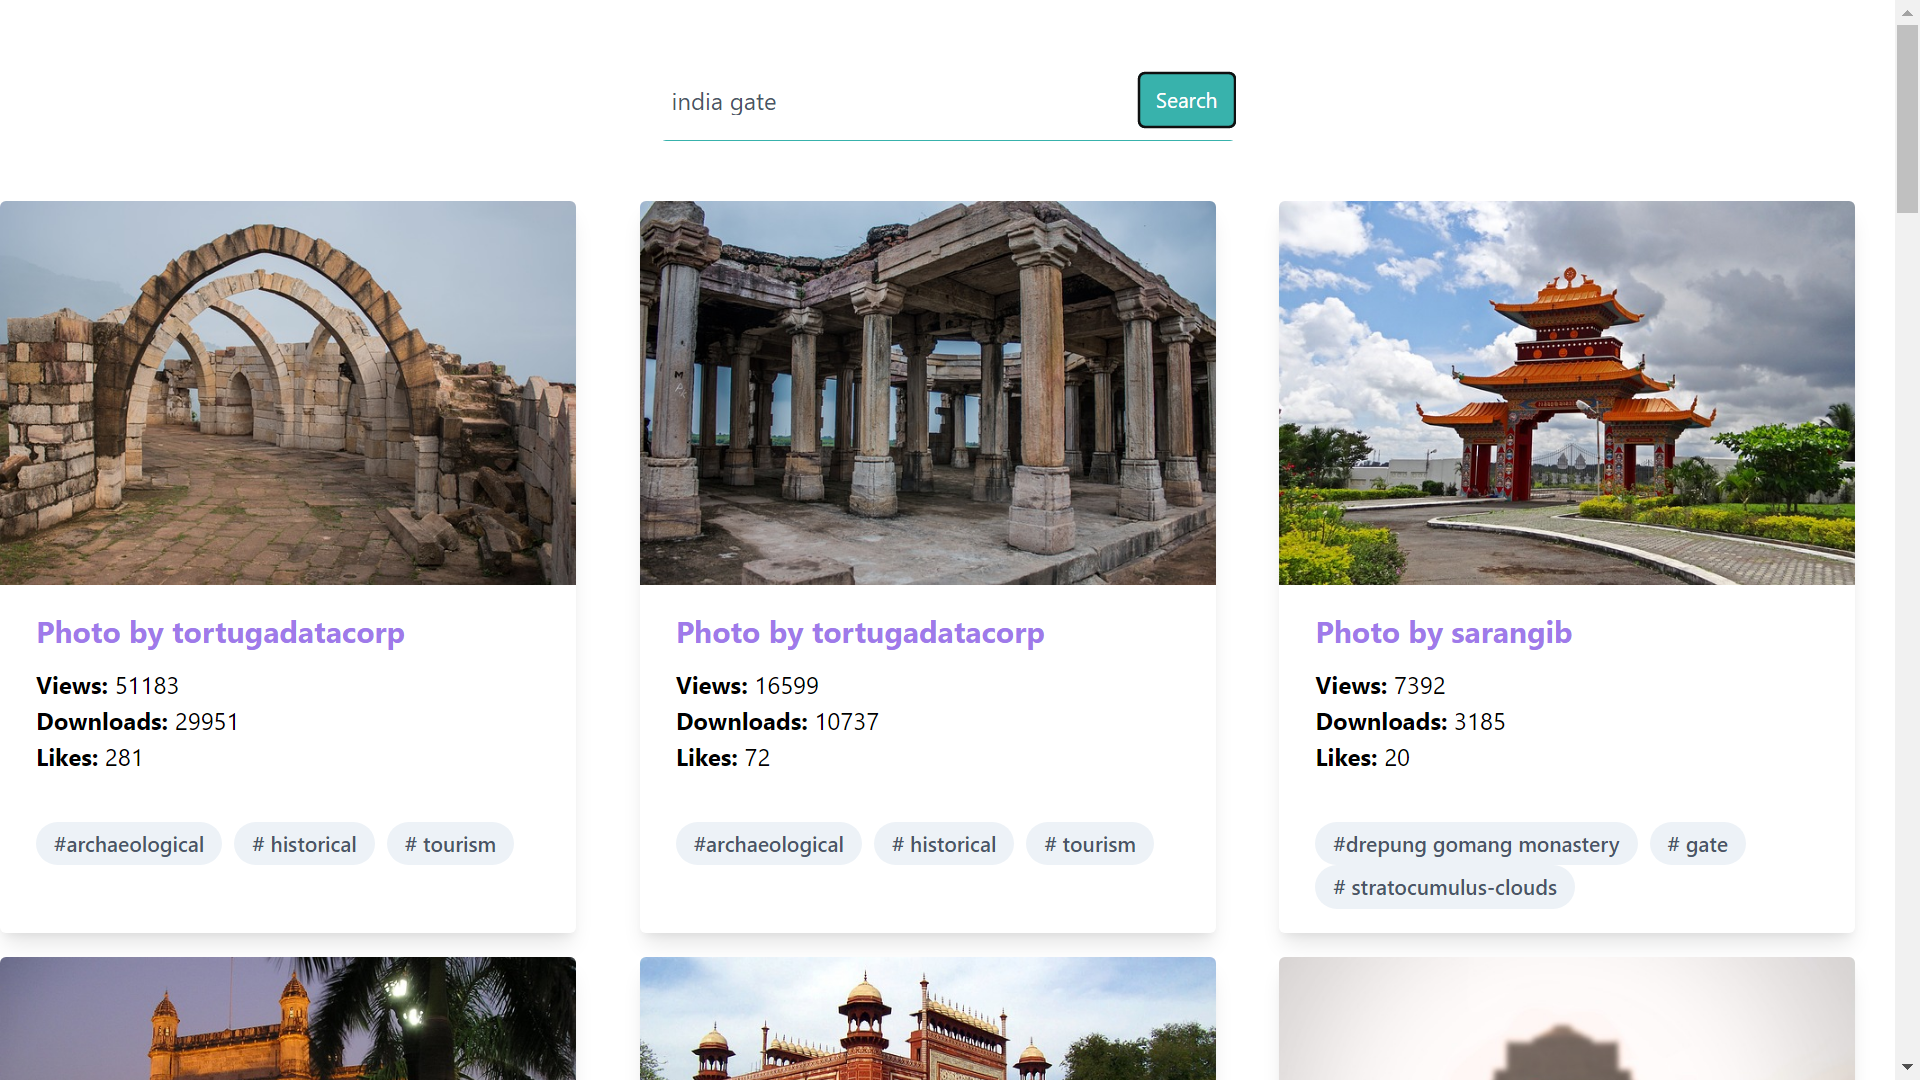 india gate
Search
Photo by tortugadatacorp
Views: 51183
Downloads: 29951
Likes: 281
#archaeological # historical # tourism
Photo by tortugadatacorp
Views: 16599
Downloads: 10737
Likes: 72
#archaeological # historical # tourism
Photo by sarangib
Views: 7392
Downloads: 3185
Likes: 20
#drepung gomang monastery # gate
# stratocumulus-clouds